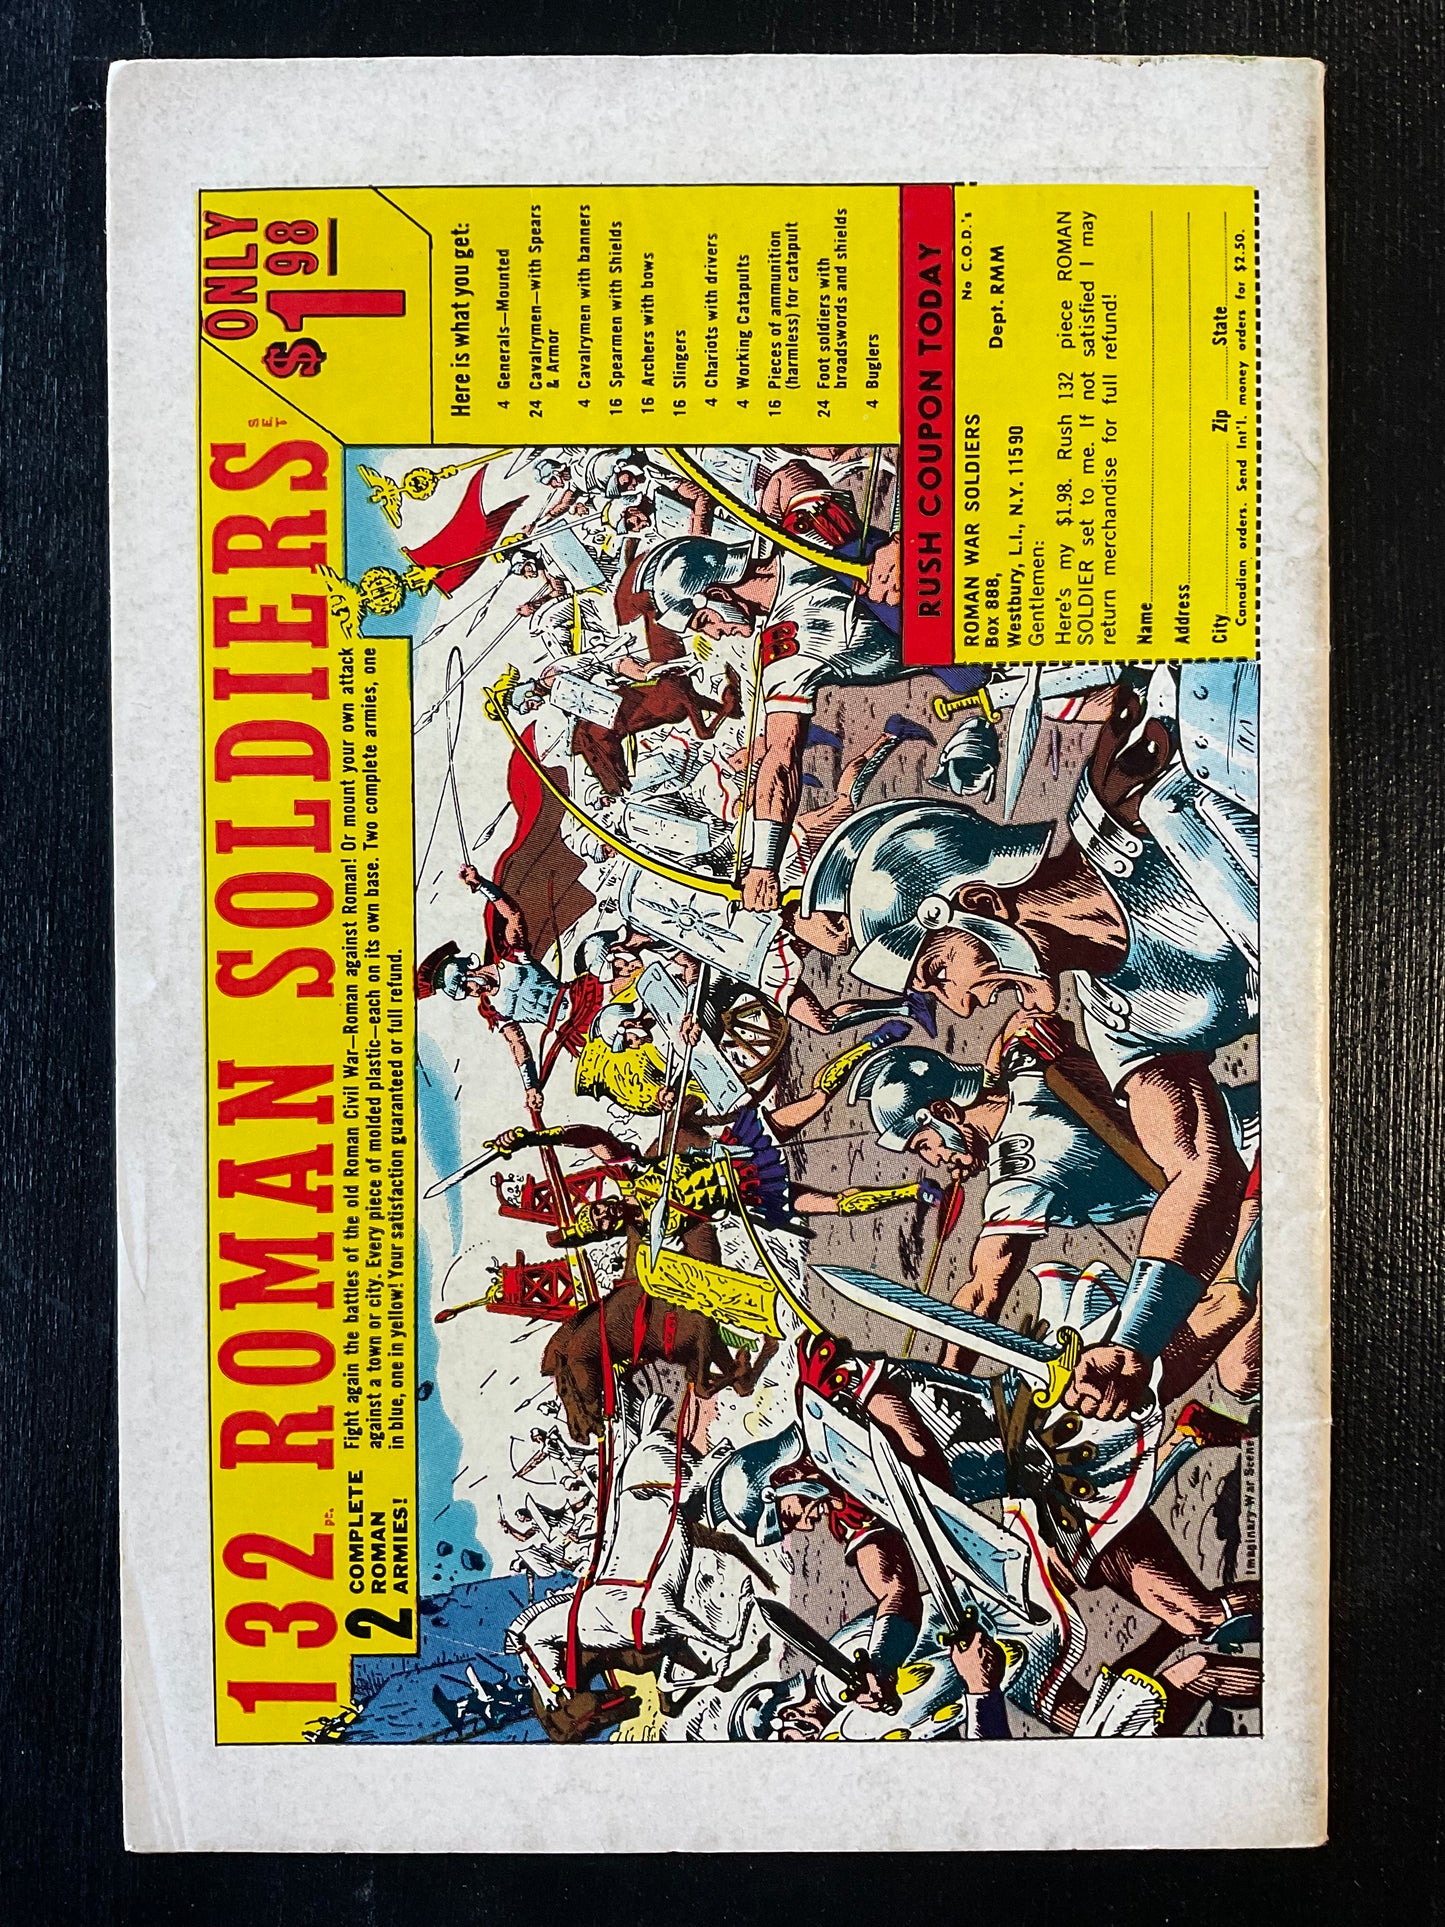 132 PC. ROMAN SOLDIERS SET
ONLY
$1.98
2 COMPLETE
ROMAN
ARMIES!
Fight again the battles of the old Roman Civil War—Roman against Roman! Or mount your own attack
against a town or city. Every piece of molded plastic—each on its own base. Two complete armies, one
in blue, one in yellow! Your satisfaction guaranteed or full refund.
Here is what you get:
4 Generals—Mounted
24 Cavalrymen—with Spears
& Armor
4 Cavalrymen with banners
16 Spearmen with Shields
16 Archers with bows
16 Slingers
4 Chariots with drivers
4 Working Catapults
16 Pieces of ammunition
(harmless) for catapult
24 Foot soldiers with
broadswords and shields
4 Buglers
RUSH COUPON TODAY
No C.O.D.'s
ROMAN WAR SOLDIERS
Box 888, Dept. RMM
Westbury, L.I., N.Y. 11590
Gentlemen:
Here's my $1.98. Rush 132 piece ROMAN
SOLDIER set to me. If not satisfied I may
return merchandise for full refund!
Name
Address
City Zip State
Canadian orders. Send Int'l. money orders for $2.50.
Imaginary War Scene